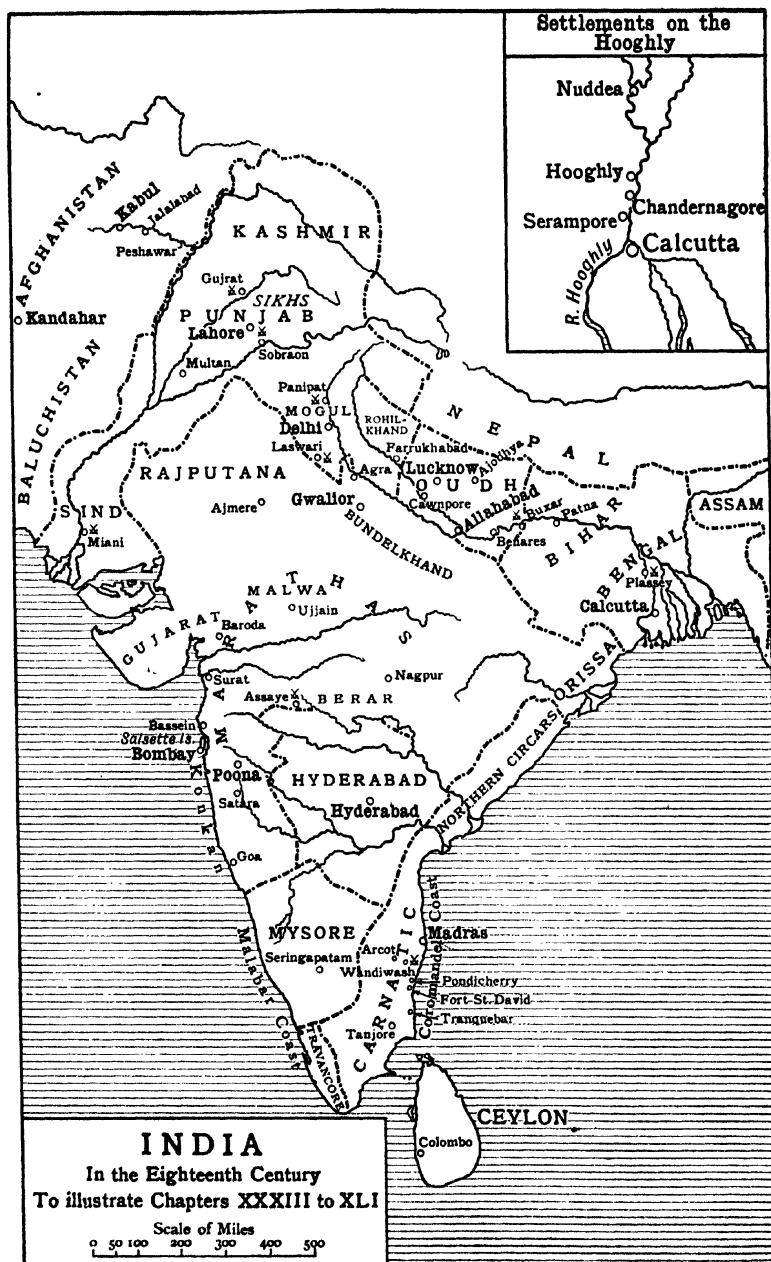 Settlements on the
Hooghly
Nuddea
Hooghly
Chandernagore
Serampore
Calcutta
R. Hooghly
AFGHANISTAN
Kabul
Jalalabad
Peshawar
KASHMIR
Gujrat
SIKHS
PUNJAB
Kandahar
Lahore
Sobraon
Multan
BALUCHISTAN
Panipat
MOGUL
Delhi
ROHIL-
KHAND
NEPAL
Laswari
Farrukhabad
Agra
Lucknow
Ajodhya
OUDH
Cawnpore
RAJPUTANA
Ajmere
Gwalior
BUNDELKHAND
Allahabad
Benares
Buxar
Patna
BIHAR
ASSAM
SIND
Miani
BENGAL
Plassey
Calcutta
MARATHAS
MALWA
Ujjain
GUJARAT
Baroda
Surat
Nagpur
Assaye
BERAR
ORISSA
Bassein
Salsette Is.
Bombay
Poona
Satara
Konkan
HYDERABAD
Hyderabad
NORTHERN CIRCARS
Goa
MYSORE
Seringapatam
Malabar Coast
CARNATIC
Coromandel Coast
Madras
Arcot
Wandiwash
Pondicherry
Fort St. David
Tranquebar
Tanjore
TRAVANCORE
CEYLON
Colombo
INDIA
In the Eighteenth Century
To illustrate Chapters XXXIII to XLI
Scale of Miles
0 50 100 200 300 400 500